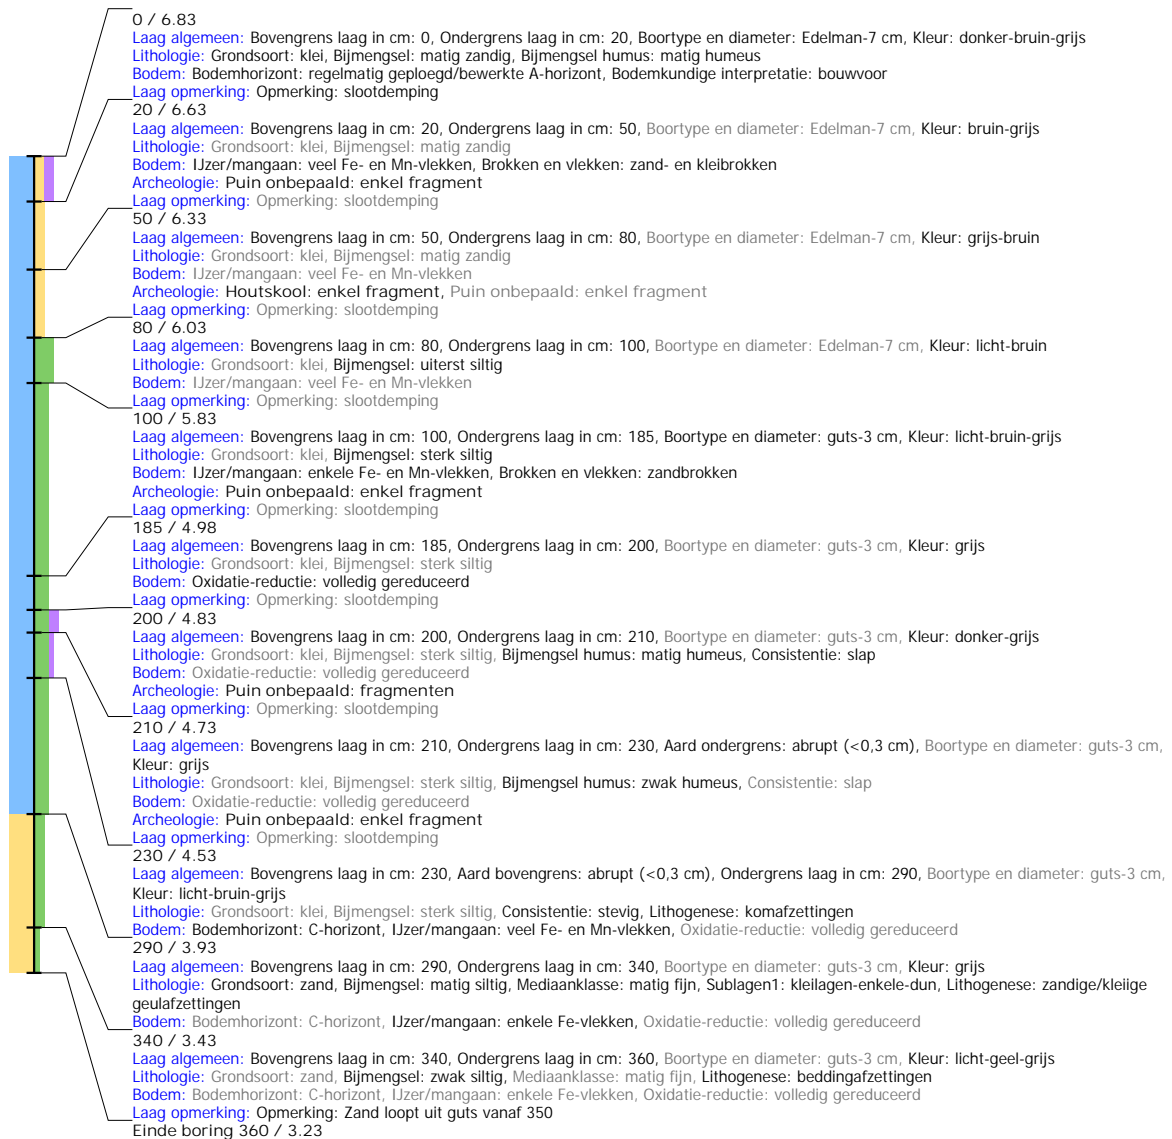 0 / 6.83
Laag algemeen: Bovengrens laag in cm: 0, Ondergrens laag in cm: 20, Boortype en diameter: Edelman-7 cm, Kleur: donker-bruin-grijs
Lithologie: Grondsoort: klei, Bijmengsel: matig zandig, Bijmengsel humus: matig humeus
Bodem: Bodemhorizont: regelmatig geploegd/bewerkte A-horizont, Bodemkundige interpretatie: bouwvoor
Laag opmerking: Opmerking: slootdemping
20 / 6.63
Laag algemeen: Bovengrens laag in cm: 20, Ondergrens laag in cm: 50, Boortype en diameter: Edelman-7 cm, Kleur: bruin-grijs
Lithologie: Grondsoort: klei, Bijmengsel: matig zandig
Bodem: IJzer/mangaan: veel Fe- en Mn-vlekken, Brokken en vlekken: zand- en kleibrokken
Archeologie: Puin onbepaald: enkel fragment
Laag opmerking: Opmerking: slootdemping
50 / 6.33
Laag algemeen: Bovengrens laag in cm: 50, Ondergrens laag in cm: 80, Boortype en diameter: Edelman-7 cm, Kleur: grijs-bruin
Lithologie: Grondsoort: klei, Bijmengsel: matig zandig
Bodem: IJzer/mangaan: veel Fe- en Mn-vlekken
Archeologie: Houtskool: enkel fragment, Puin onbepaald: enkel fragment
Laag opmerking: Opmerking: slootdemping
80 / 6.03
Laag algemeen: Bovengrens laag in cm: 80, Ondergrens laag in cm: 100, Boortype en diameter: Edelman-7 cm, Kleur: licht-bruin
Lithologie: Grondsoort: klei, Bijmengsel: uiterst siltig
Bodem: IJzer/mangaan: veel Fe- en Mn-vlekken
Laag opmerking: Opmerking: slootdemping
100 / 5.83
Laag algemeen: Bovengrens laag in cm: 100, Ondergrens laag in cm: 185, Boortype en diameter: guts-3 cm, Kleur: licht-bruin-grijs
Lithologie: Grondsoort: klei, Bijmengsel: sterk siltig
Bodem: IJzer/mangaan: enkele Fe- en Mn-vlekken, Brokken en vlekken: zandbrokken
Archeologie: Puin onbepaald: enkel fragment
Laag opmerking: Opmerking: slootdemping
185 / 4.98
Laag algemeen: Bovengrens laag in cm: 185, Ondergrens laag in cm: 200, Boortype en diameter: guts-3 cm, Kleur: grijs
Lithologie: Grondsoort: klei, Bijmengsel: sterk siltig
Bodem: Oxidatie-reductie: volledig gereduceerd
Laag opmerking: Opmerking: slootdemping
200 / 4.83
Laag algemeen: Bovengrens laag in cm: 200, Ondergrens laag in cm: 210, Boortype en diameter: guts-3 cm, Kleur: donker-grijs
Lithologie: Grondsoort: klei, Bijmengsel: sterk siltig, Bijmengsel humus: matig humeus, Consistentie: slap
Bodem: Oxidatie-reductie: volledig gereduceerd
Archeologie: Puin onbepaald: fragmenten
Laag opmerking: Opmerking: slootdemping
210 / 4.73
Laag algemeen: Bovengrens laag in cm: 210, Ondergrens laag in cm: 230, Aard ondergrens: abrupt (<0,3 cm), Boortype en diameter: guts-3 cm,
Kleur: grijs
Lithologie: Grondsoort: klei, Bijmengsel: sterk siltig, Bijmengsel humus: zwak humeus, Consistentie: slap
Bodem: Oxidatie-reductie: volledig gereduceerd
Archeologie: Puin onbepaald: enkel fragment
Laag opmerking: Opmerking: slootdemping
230 / 4.53
Laag algemeen: Bovengrens laag in cm: 230, Aard bovengrens: abrupt (<0,3 cm), Ondergrens laag in cm: 290, Boortype en diameter: guts-3 cm,
Kleur: licht-bruin-grijs
Lithologie: Grondsoort: klei, Bijmengsel: sterk siltig, Consistentie: stevig, Lithogenese: komafzettingen
Bodem: Bodemhorizont: C-horizont, IJzer/mangaan: veel Fe- en Mn-vlekken, Oxidatie-reductie: volledig gereduceerd
290 / 3.93
Laag algemeen: Bovengrens laag in cm: 290, Ondergrens laag in cm: 340, Boortype en diameter: guts-3 cm, Kleur: grijs
Lithologie: Grondsoort: zand, Bijmengsel: matig siltig, Mediaanklasse: matig fijn, Sublagen1: kleilagen-enkele-dun, Lithogenese: zandige/kleiige
geulafzettingen
Bodem: Bodemhorizont: C-horizont, IJzer/mangaan: enkele Fe-vlekken, Oxidatie-reductie: volledig gereduceerd
340 / 3.43
Laag algemeen: Bovengrens laag in cm: 340, Ondergrens laag in cm: 360, Boortype en diameter: guts-3 cm, Kleur: licht-geel-grijs
Lithologie: Grondsoort: zand, Bijmengsel: zwak siltig, Mediaanklasse: matig fijn, Lithogenese: beddingafzettingen
Bodem: Bodemhorizont: C-horizont, IJzer/mangaan: enkele Fe-vlekken, Oxidatie-reductie: volledig gereduceerd
Laag opmerking: Opmerking: Zand loopt uit guts vanaf 350
Einde boring 360 / 3.23